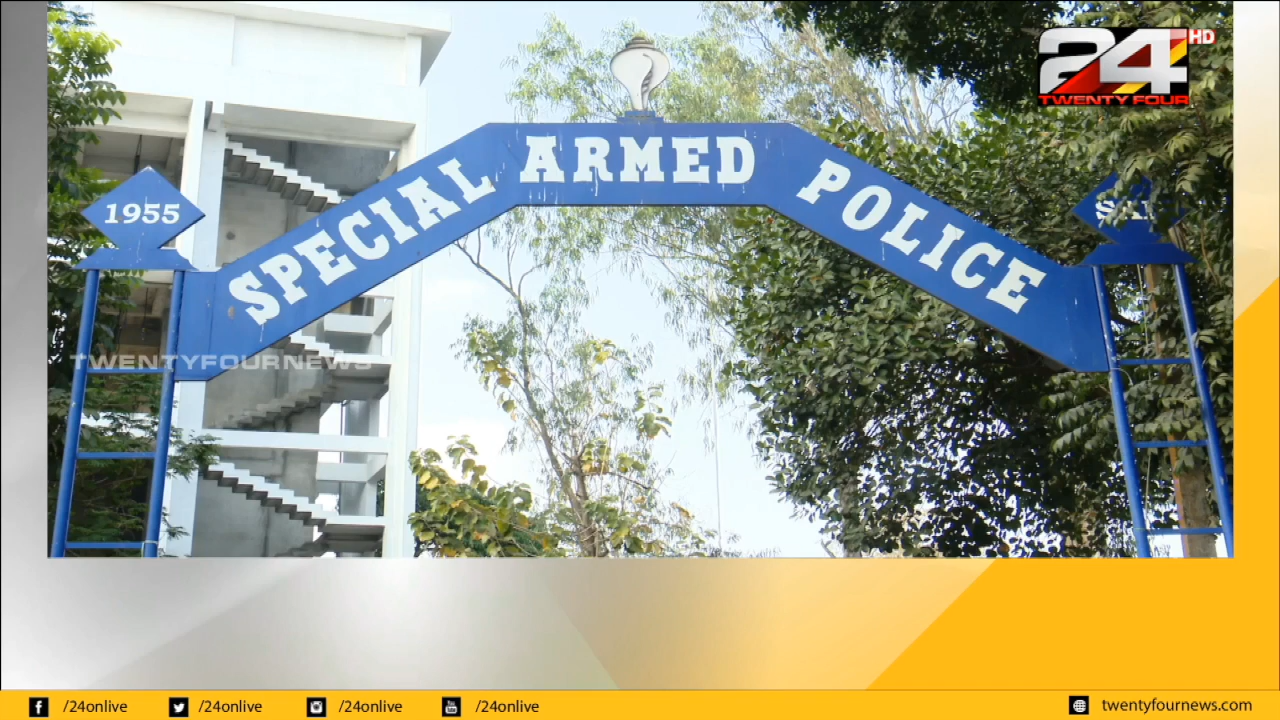 24 HD
TWENTY FOUR
SPECIAL ARMED POLICE
1955
TWENTYFOURNEWS
/24onlive
/24onlive
/24onlive
/24onlive
twentyfournews.com